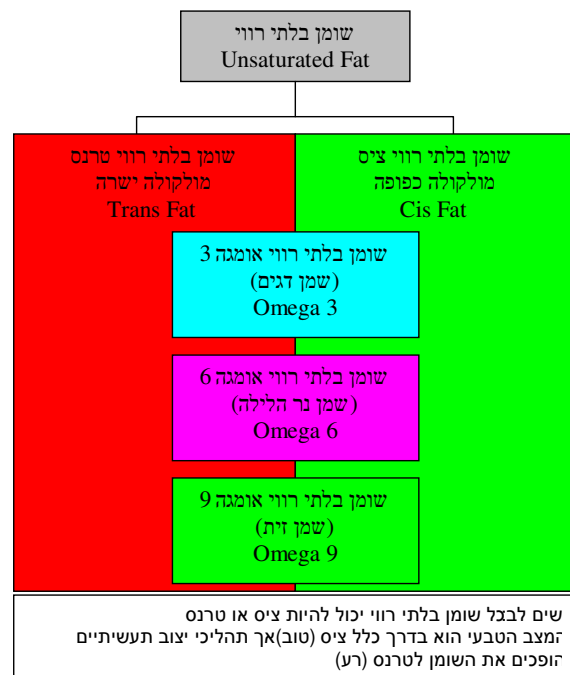 שומן בלתי רווי
Unsaturated Fat
שומן בלתי רווי טרנס
מולקולה ישרה
Trans Fat
שומן בלתי רווי ציס
מולקולה כפופה
Cis Fat
שומן בלתי רווי אומגה 3
(שמן דגים)
Omega 3
שומן בלתי רווי אומגה 6
(שמן נר הלילה)
Omega 6
שומן בלתי רווי אומגה 9
(שמן זית)
Omega 9
שים לבכל שומן בלתי רווי יכול להיות ציס או טרנס
המצב הטבעי הוא בדרך כלל ציס (טוב)אך תהליכי יצוב תעשיתיים
הופכים את השומן לטרנס (רע)